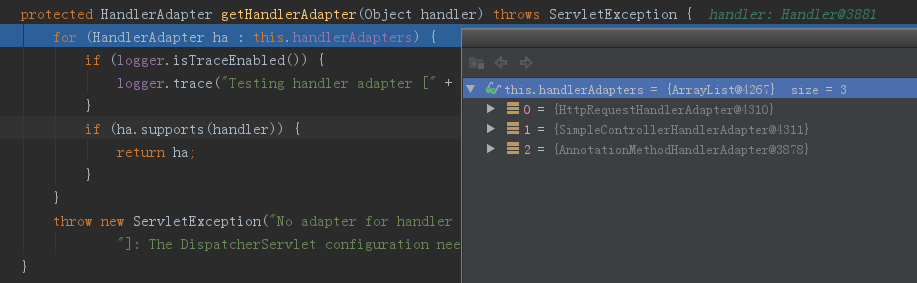 protected HandlerAdapter getHandlerAdapter(Object handler) throws ServletException {  handler: Handler@3881
for (HandlerAdapter ha : this.handlerAdapters) {
if (logger.isTraceEnabled()) {
logger.trace("Testing handler adapter [" +
}
if (ha.supports(handler)) {
return ha;
}
}
throw new ServletException("No adapter for handler
"]: The DispatcherServlet configuration nee
}
this.handlerAdapters = {ArrayList@4267}  size = 3
0 = {HttpRequestHandlerAdapter@4310}
1 = {SimpleControllerHandlerAdapter@4311}
2 = {AnnotationMethodHandlerAdapter@3878}